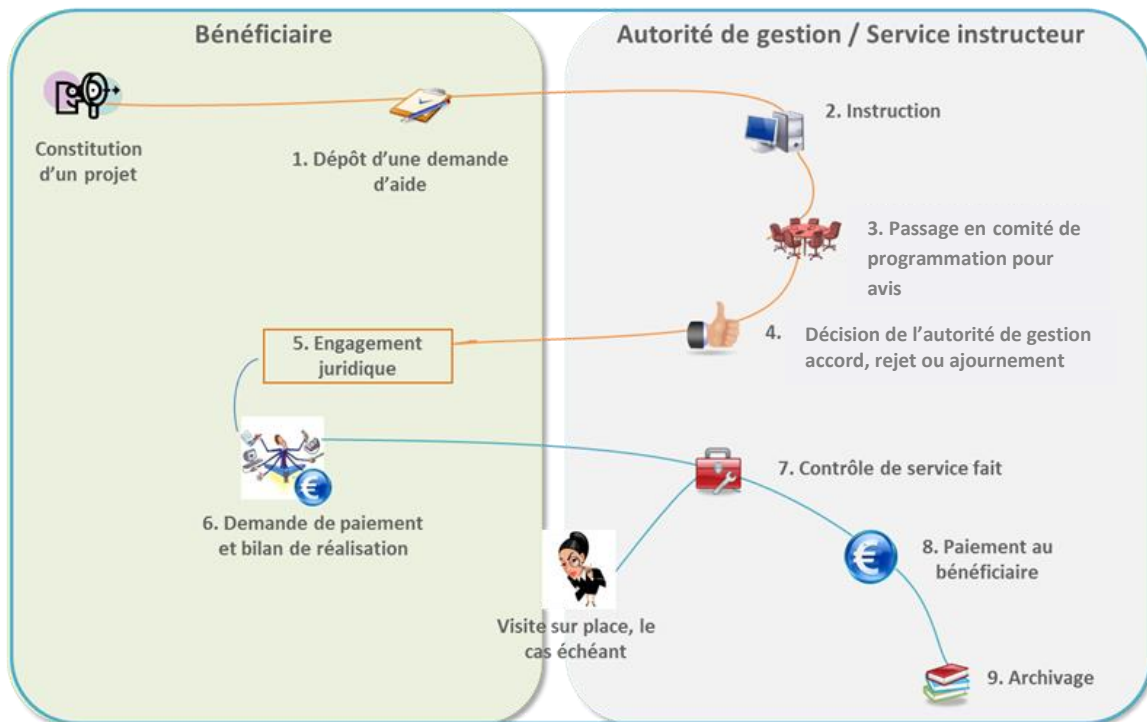 Bénéficiaire
Autorité de gestion / Service instructeur
Constitution
d'un projet
1. Dépôt d'une demande
d'aide
2. Instruction
3. Passage en comité de
programmation pour
avis
4. Décision de l'autorité de gestion
accord, rejet ou ajournement
5. Engagement
juridique
6. Demande de paiement
et bilan de réalisation
7. Contrôle de service fait
Visite sur place, le
cas échéant
8. Paiement au
bénéficiaire
9. Archivage